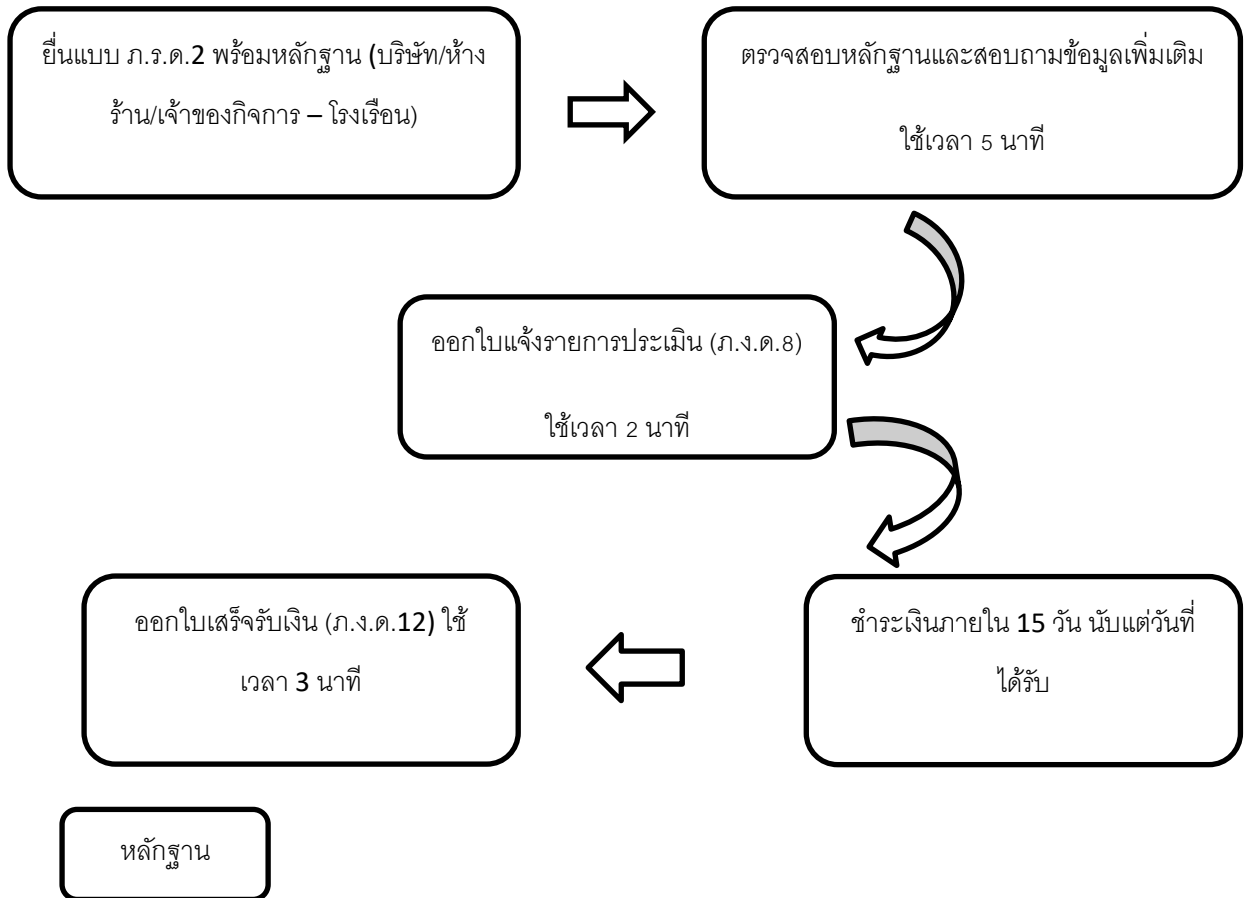 ยื่นแบบ ภ.ร.ด.2 พร้อมหลักฐาน (บริษัท/ห้าง
ร้าน/เจ้าของกิจการ – โรงเรือน)
ตรวจสอบหลักฐานและสอบถามข้อมูลเพิ่มเติม
ใช้เวลา 5 นาที
ออกใบแจ้งรายการประเมิน (ภ.ง.ด.8)
ใช้เวลา 2 นาที
ชำระเงินภายใน 15 วัน นับแต่วันที่
ได้รับ
ออกใบเสร็จรับเงิน (ภ.ง.ด.12) ใช้
เวลา 3 นาที
หลักฐาน